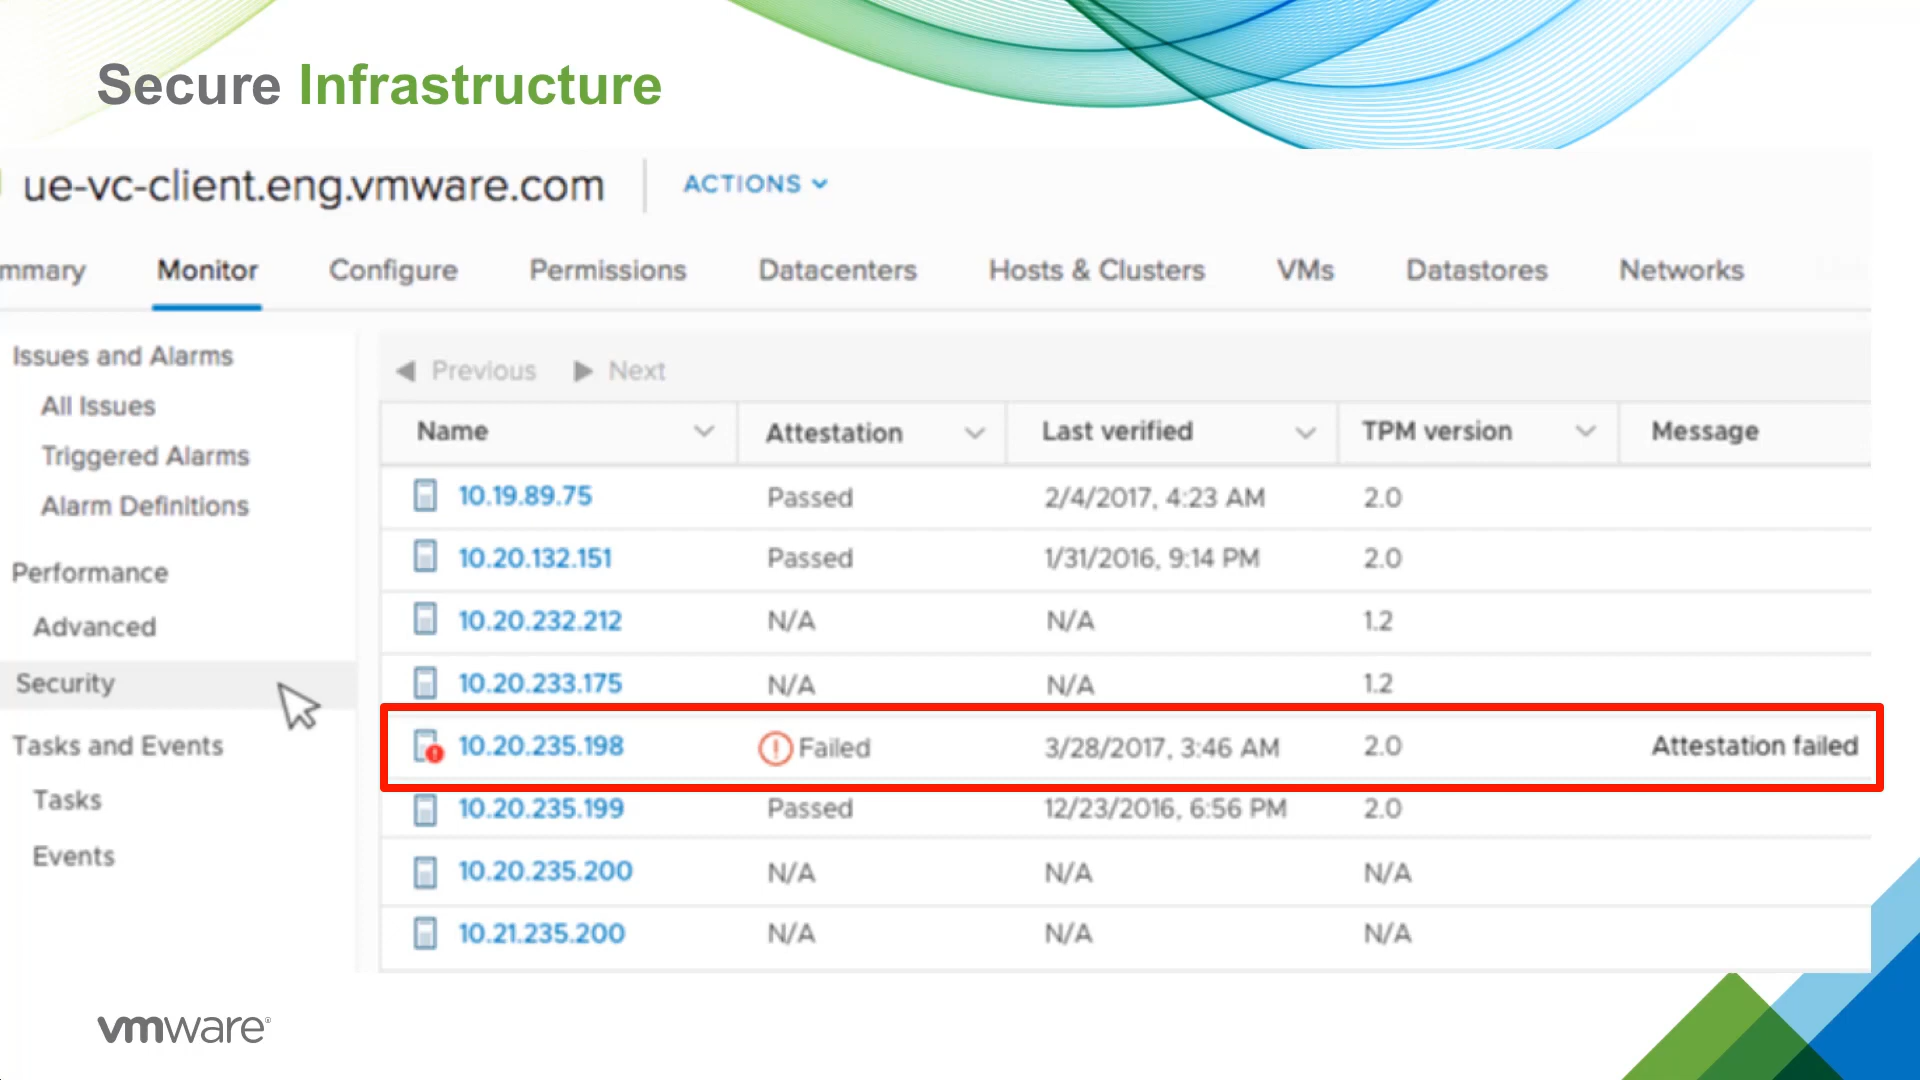 Secure Infrastructure
ue-vc-client.eng.vmware.com ACTIONS
mmary Monitor Configure Permissions Datacenters Hosts & Clusters VMs Datastores Networks
Issues and Alarms
All Issues
Triggered Alarms
Alarm Definitions
Performance
Advanced
Security
Tasks and Events
Tasks
Events
Previous Next
Name Attestation Last verified TPM version Message
10.19.89.75 Passed 2/4/2017, 4:23 AM 2.0
10.20.132.151 Passed 1/31/2016, 9:14 PM 2.0
10.20.232.212 N/A N/A 1.2
10.20.233.175 N/A N/A 1.2
10.20.235.198 Failed 3/28/2017, 3:46 AM 2.0 Attestation failed
10.20.235.199 Passed 12/23/2016, 6:56 PM 2.0
10.20.235.200 N/A N/A N/A
10.21.235.200 N/A N/A N/A
vmware®